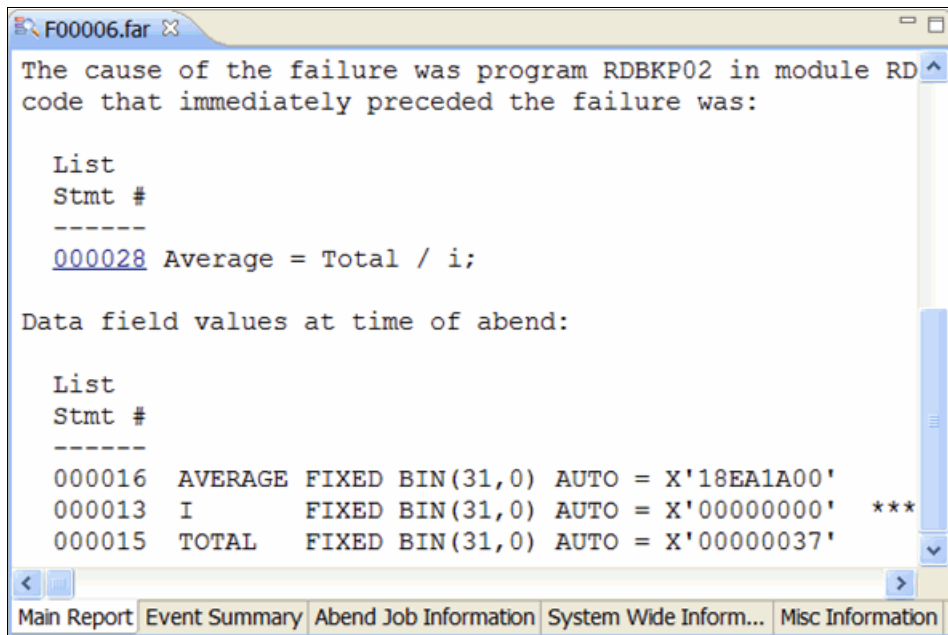 F00006.far
The cause of the failure was program RDBKP02 in module RD
code that immediately preceded the failure was:
List
Stmt #
------
000028 Average = Total / i;
Data field values at time of abend:
List
Stmt #
------
000016 AVERAGE FIXED BIN(31,0) AUTO = X'18EA1A00'
000013 I FIXED BIN(31,0) AUTO = X'00000000' ***
000015 TOTAL FIXED BIN(31,0) AUTO = X'00000037'
Main Report Event Summary Abend Job Information System Wide Inform... Misc Information